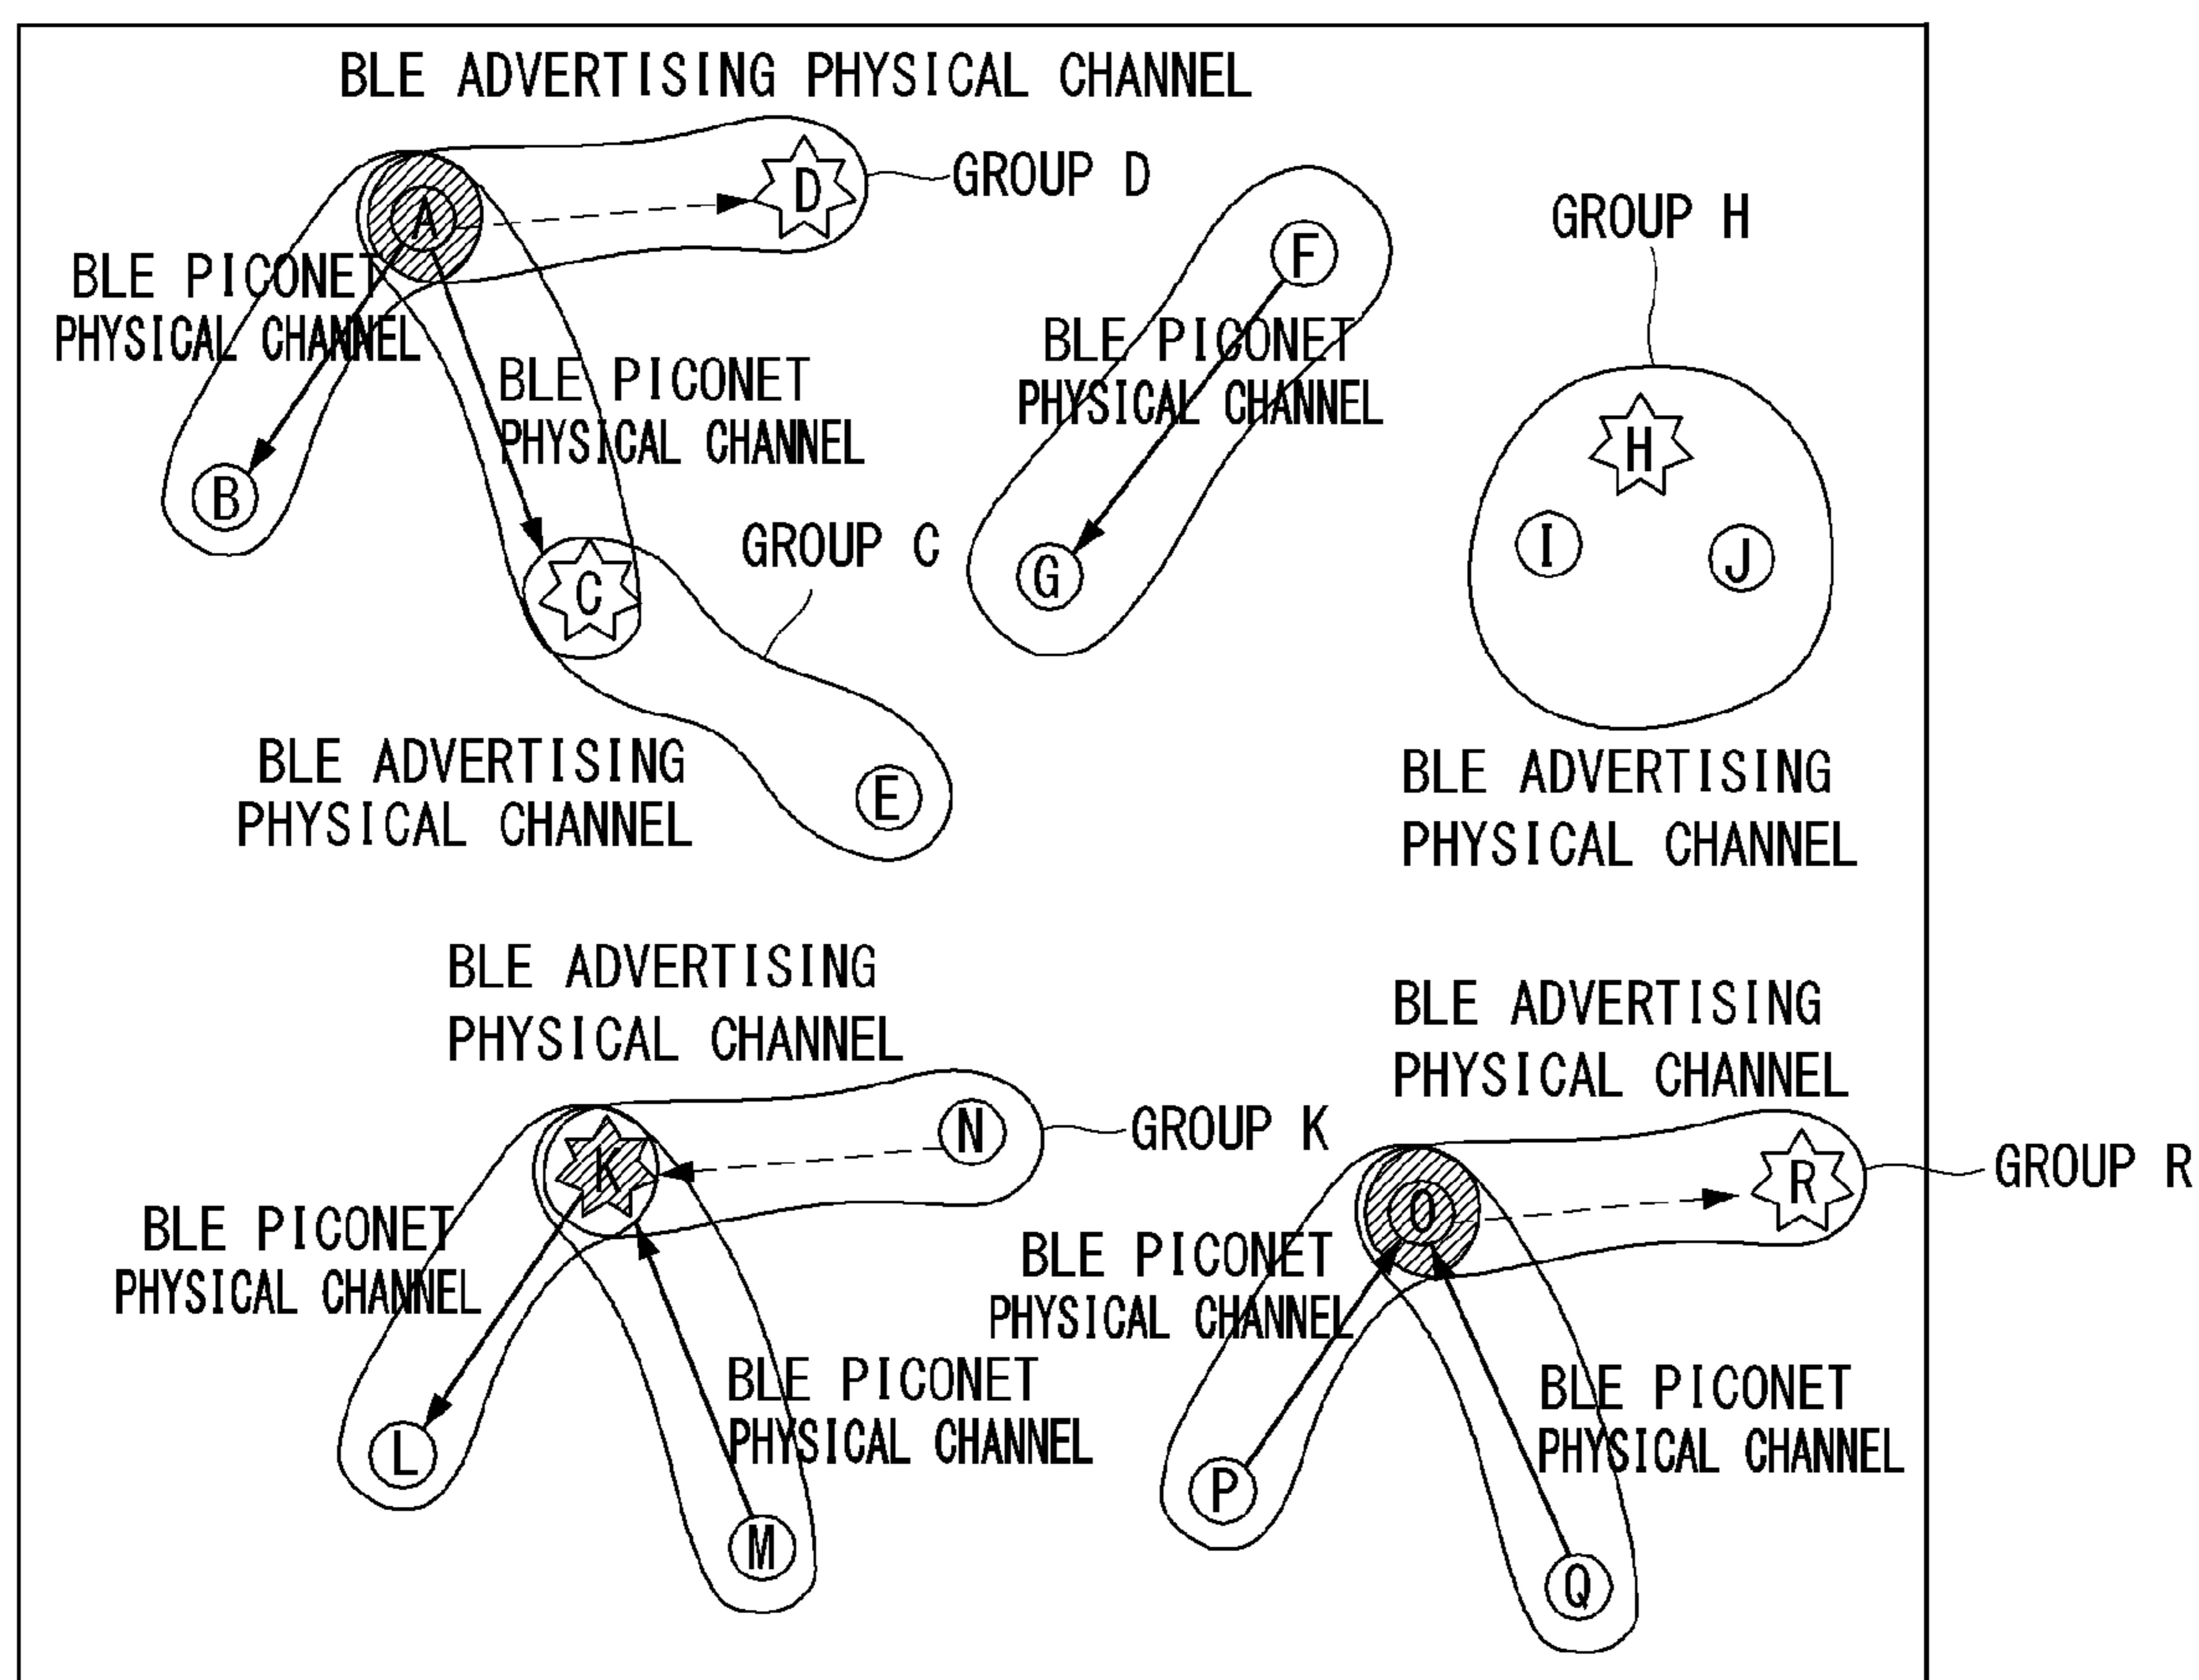 BLE ADVERTISING PHYSICAL CHANNEL
A
D
GROUP D
BLE PICONET
PHYSICAL CHANNEL
B
BLE PICONET
PHYSICAL CHANNEL
C
GROUP C
F
BLE PICONET
PHYSICAL CHANNEL
G
GROUP H
H
I
J
BLE ADVERTISING
PHYSICAL CHANNEL
E
BLE ADVERTISING
PHYSICAL CHANNEL
BLE ADVERTISING
PHYSICAL CHANNEL
K
N
GROUP K
BLE PICONET
PHYSICAL CHANNEL
L
BLE PICONET
PHYSICAL CHANNEL
M
BLE ADVERTISING
PHYSICAL CHANNEL
O
R
GROUP R
BLE PICONET
PHYSICAL CHANNEL
P
BLE PICONET
PHYSICAL CHANNEL
Q